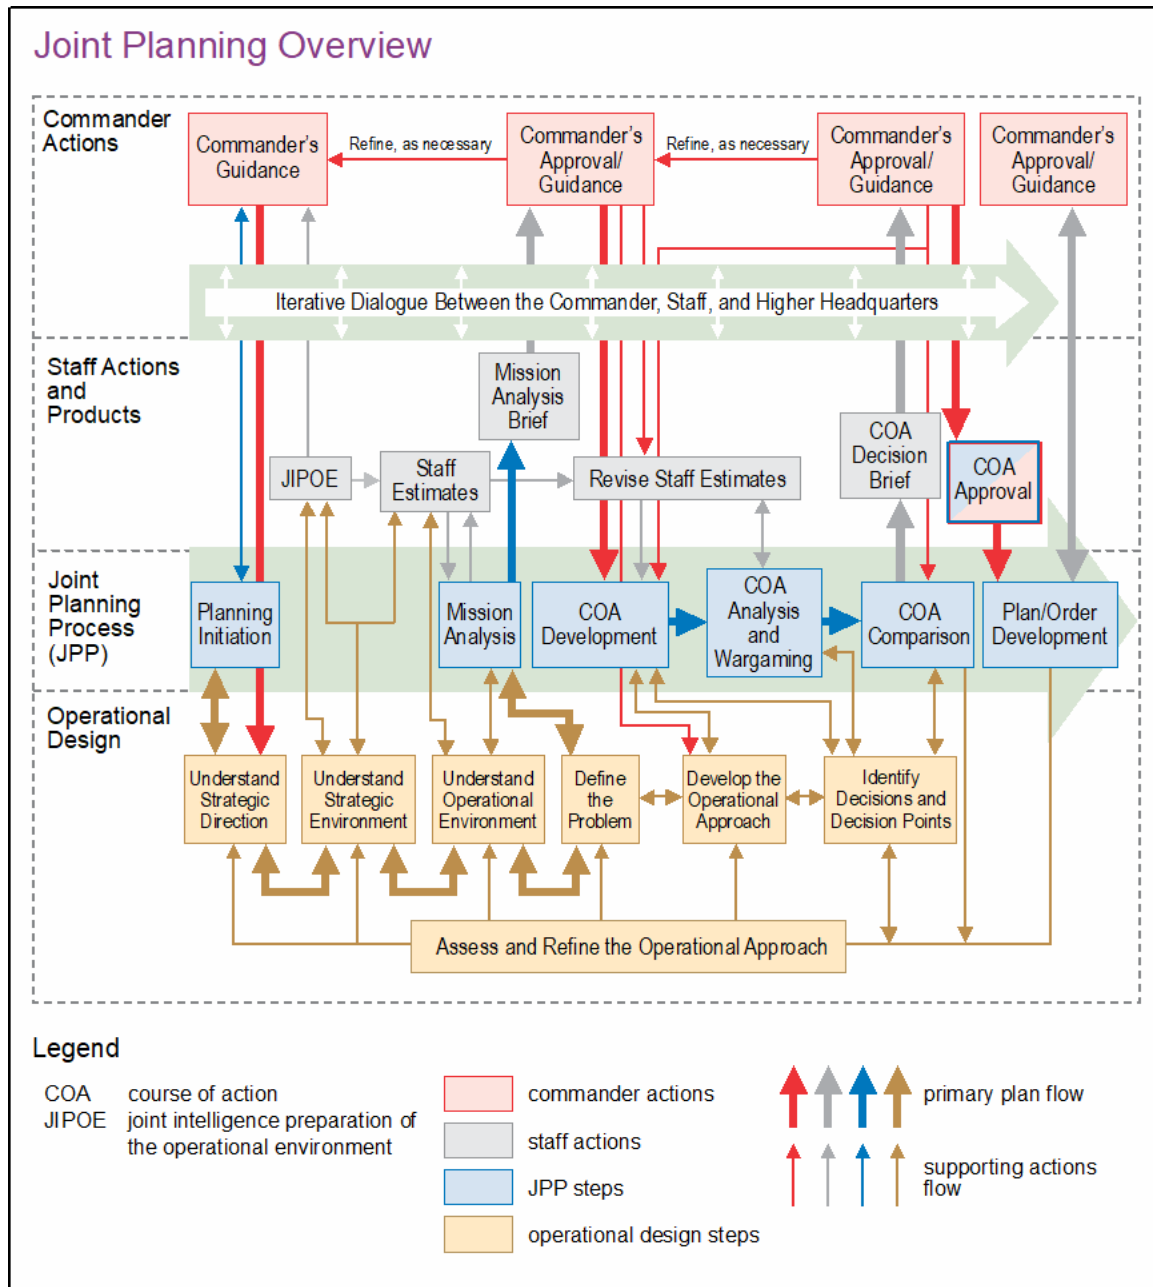 Joint Planning Overview
Commander
Actions
Commander's
Guidance
Refine, as necessary
Commander's
Approval/
Guidance
Refine, as necessary
Commander's
Approval/
Guidance
Commander's
Approval/
Guidance
Iterative Dialogue Between the Commander, Staff, and Higher Headquarters
Staff Actions
and
Products
Mission
Analysis
Brief
JIPOE
Staff
Estimates
Revise Staff Estimates
COA
Decision
Brief
COA
Approval
Joint
Planning
Process
(JPP)
Planning
Initiation
Mission
Analysis
COA
Development
COA
Analysis
and
Wargaming
COA
Comparison
Plan/Order
Development
Operational
Design
Understand
Strategic
Direction
Understand
Strategic
Environment
Understand
Operational
Environment
Define
the
Problem
Develop the
Operational
Approach
Identify
Decisions and
Decision Points
Assess and Refine the Operational Approach
Legend
COA course of action
JIPOE joint intelligence preparation of
the operational environment
commander actions
staff actions
JPP steps
operational design steps
primary plan flow
supporting actions
flow